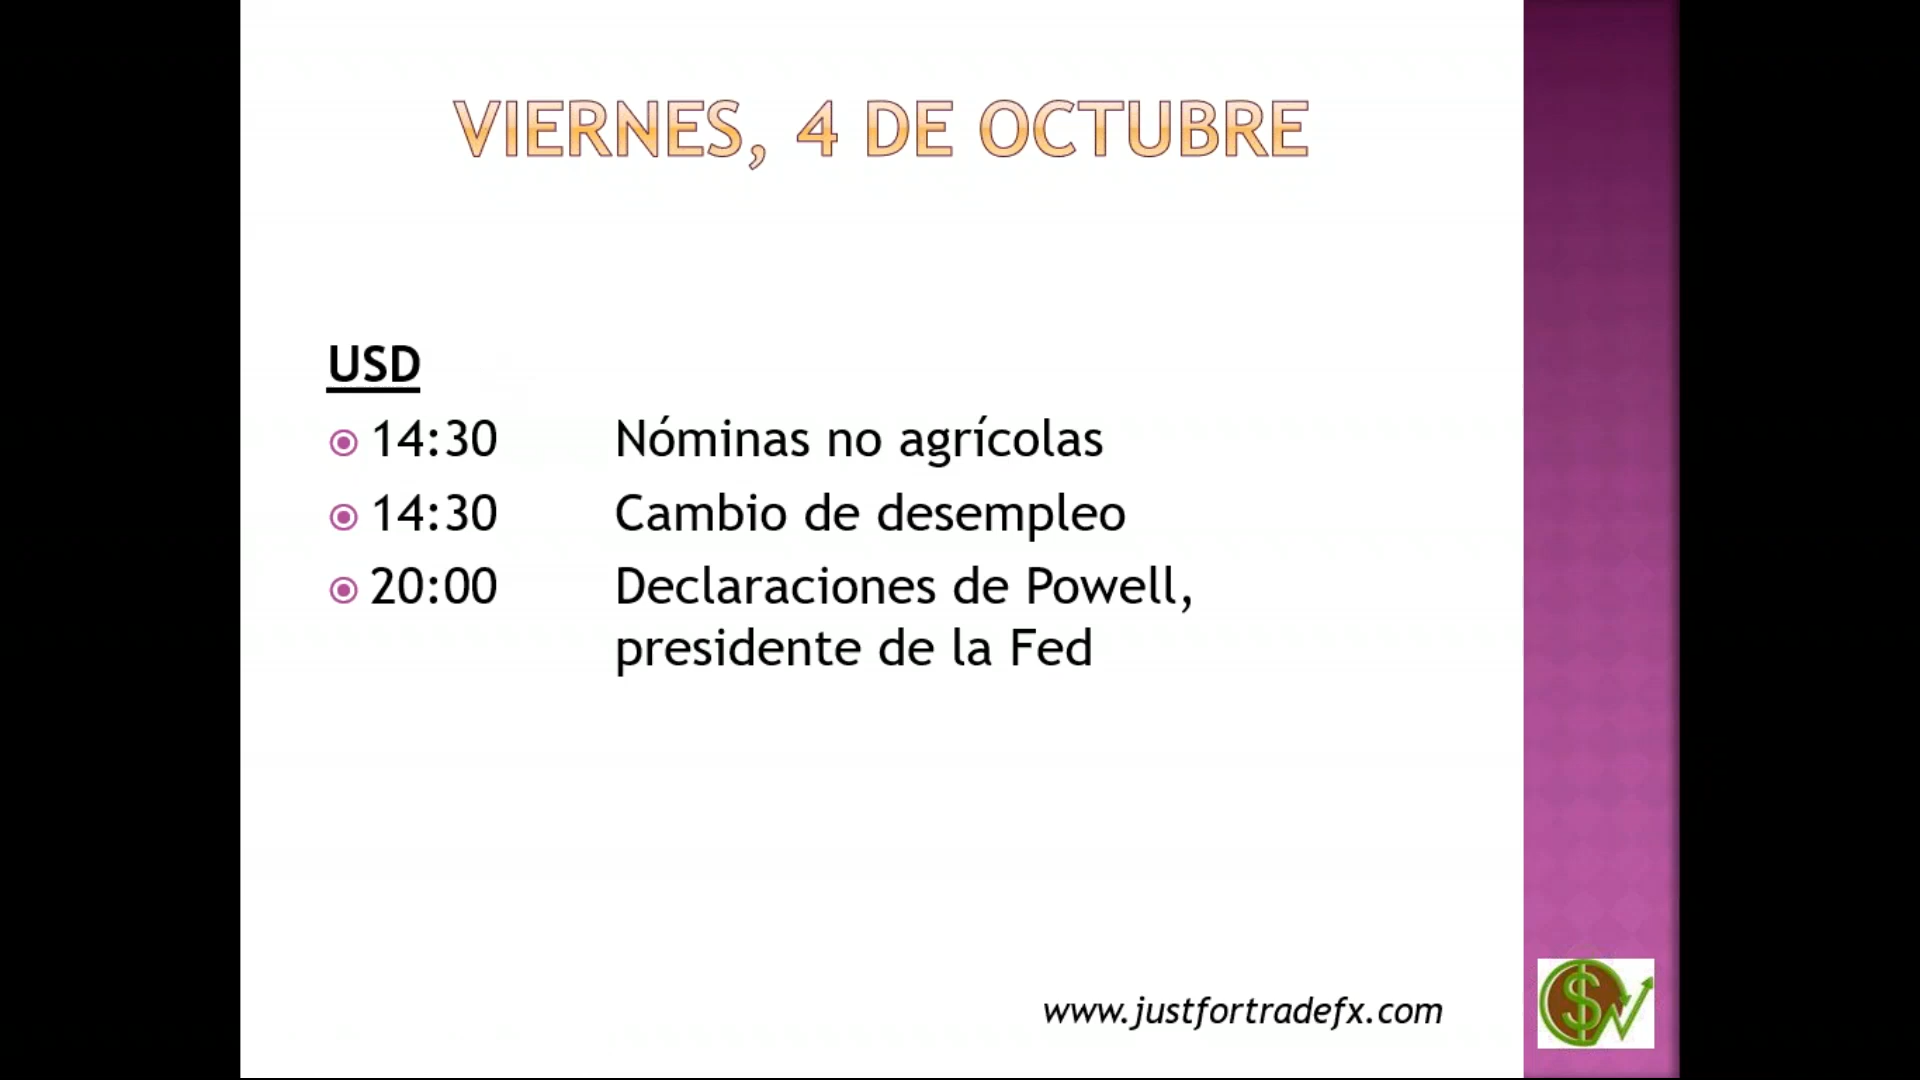 VIERNES, 4 DE OCTUBRE
USD
14:30 Nóminas no agrícolas
14:30 Cambio de desempleo
20:00 Declaraciones de Powell,
presidente de la Fed
www.justfortradefx.com